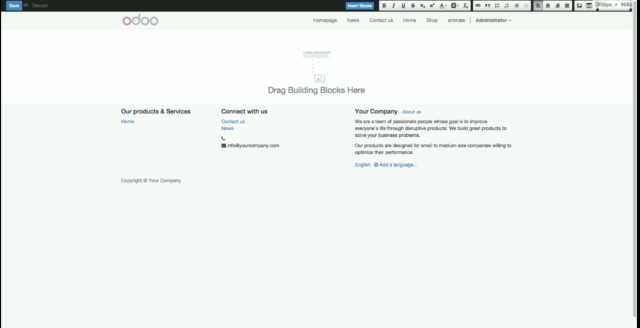 Save or Discard
Insert Blocks
odoo
Homepage News Contact us Home Shop animate Administrator
Drag Building Blocks Here
Our products & Services
Home
Connect with us
Contact us
News
info@yourcompany.com
Your Company - About us
We are a team of passionate people whose goal is to improve
everyone's life through disruptive products. We build great products to
solve your business problems.
Our products are designed for small to medium size companies willing to
optimize their performance.
English Add a language...
Copyright © Your Company